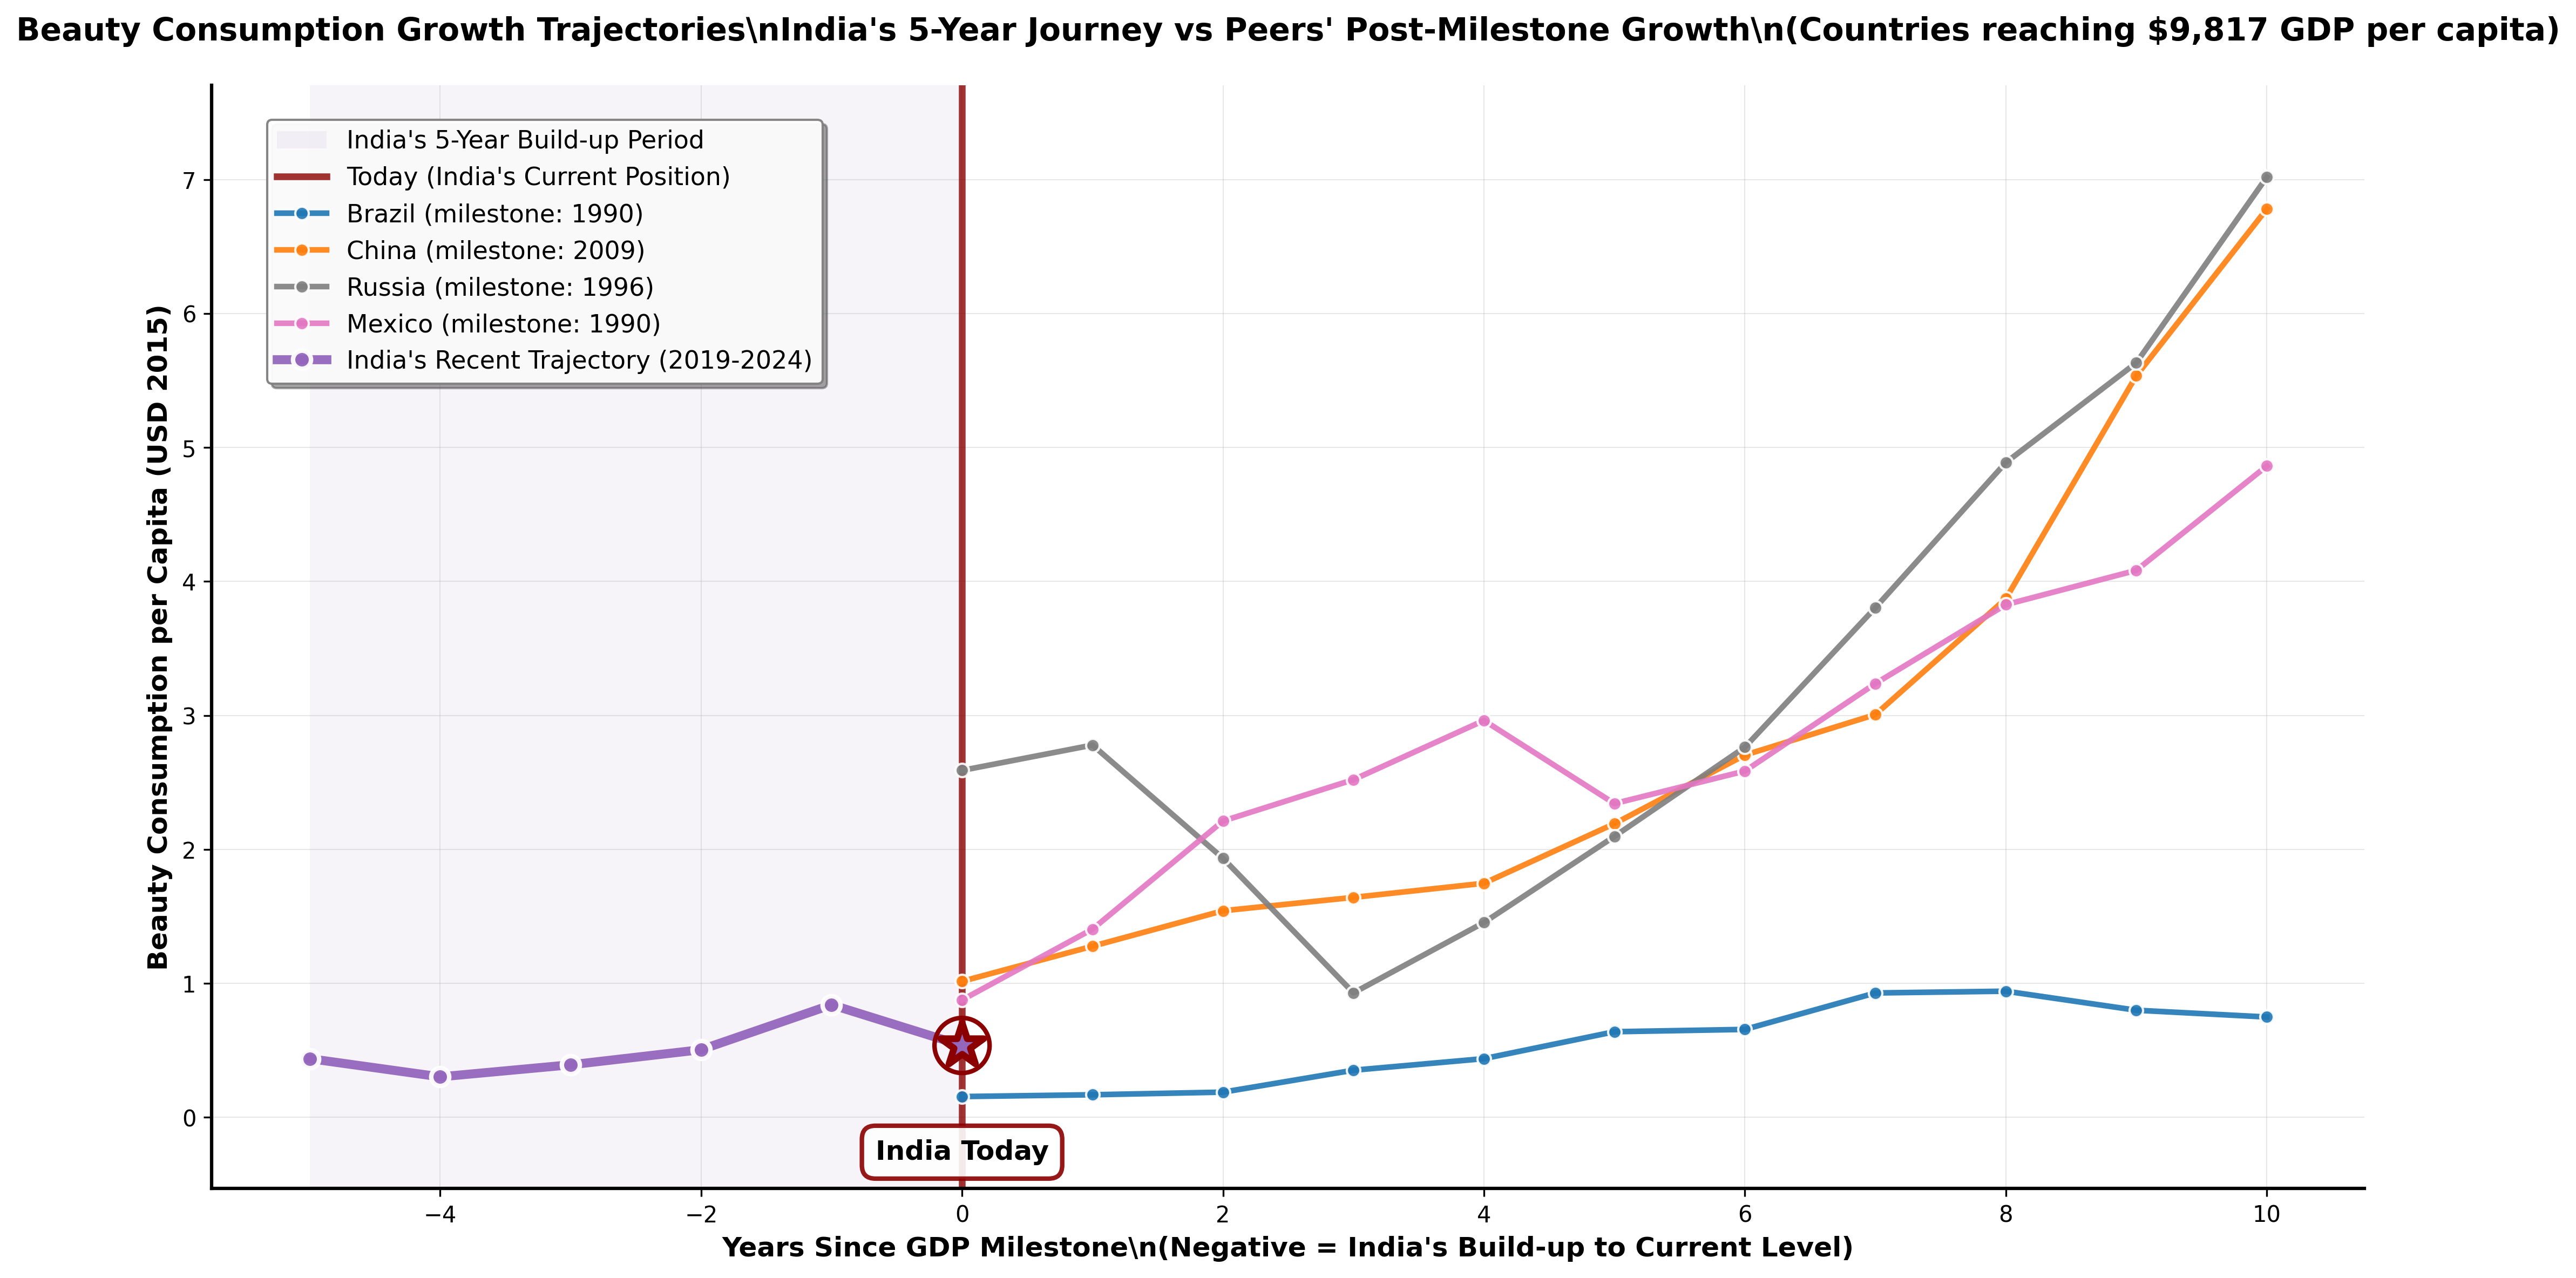 Beauty Consumption Growth Trajectories\nIndia's 5-Year Journey vs Peers' Post-Milestone Growth\n(Countries reaching $9,817 GDP per capita)
India's 5-Year Build-up Period
Today (India's Current Position)
Brazil (milestone: 1990)
China (milestone: 2009)
Russia (milestone: 1996)
Mexico (milestone: 1990)
India's Recent Trajectory (2019-2024)
Beauty Consumption per Capita (USD 2015)
7
6
5
4
3
2
1
0
India Today
−4
−2
0
2
4
6
8
10
Years Since GDP Milestone\n(Negative = India's Build-up to Current Level)